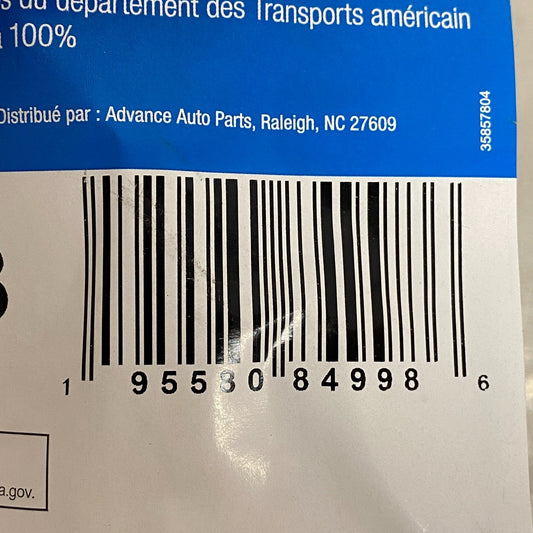 du département des Transports américain
100%
Distribué par : Advance Auto Parts, Raleigh, NC 27609
35857804
1 95580 84998 6
a.gov.